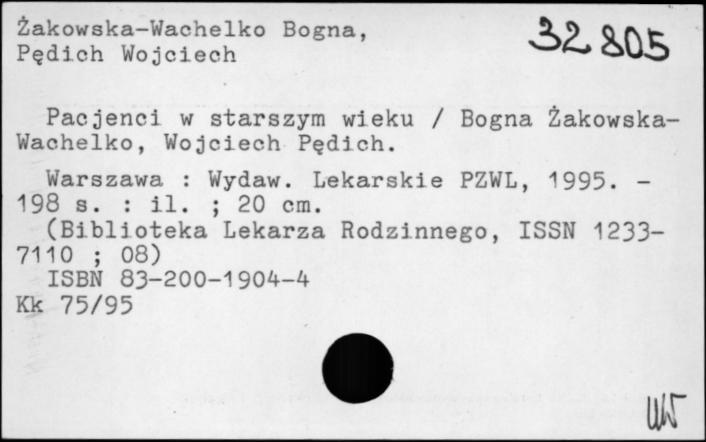 Żakowska-Wachelko Bogna,
Pędich Wojciech
32 805
Pacjenci w starszym wieku / Bogna Żakowska-
Wachelko, Wojciech Pędich.
Warszawa : Wydaw. Lekarskie PZWL, 1995. -
198 s. : il. ; 20 cm.
(Biblioteka Lekarza Rodzinnego, ISSN 1233-
7110 ; 08)
ISBN 83-200-1904-4
Kk 75/95